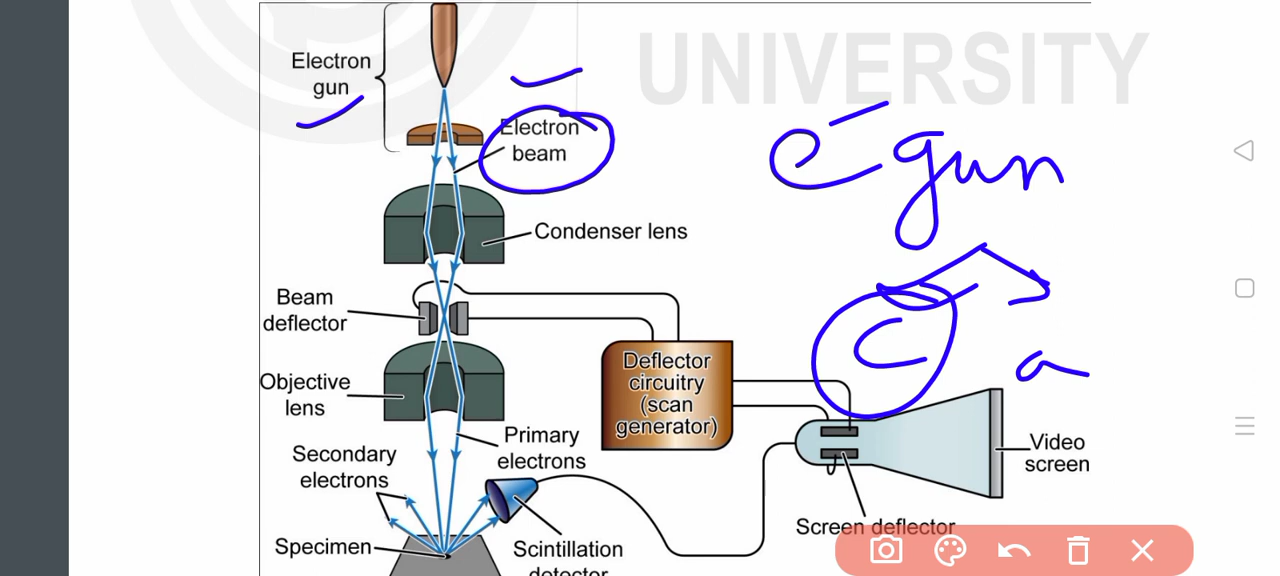 UNIVERSITY
Electron
gun
Electron
beam
e- gun
Condenser lens
Beam
deflector
c
a
Deflector
circuitry
(scan
generator)
Objective
lens
Primary
electrons
Secondary
electrons
Video
screen
Screen deflector
Specimen
Scintillation
detector